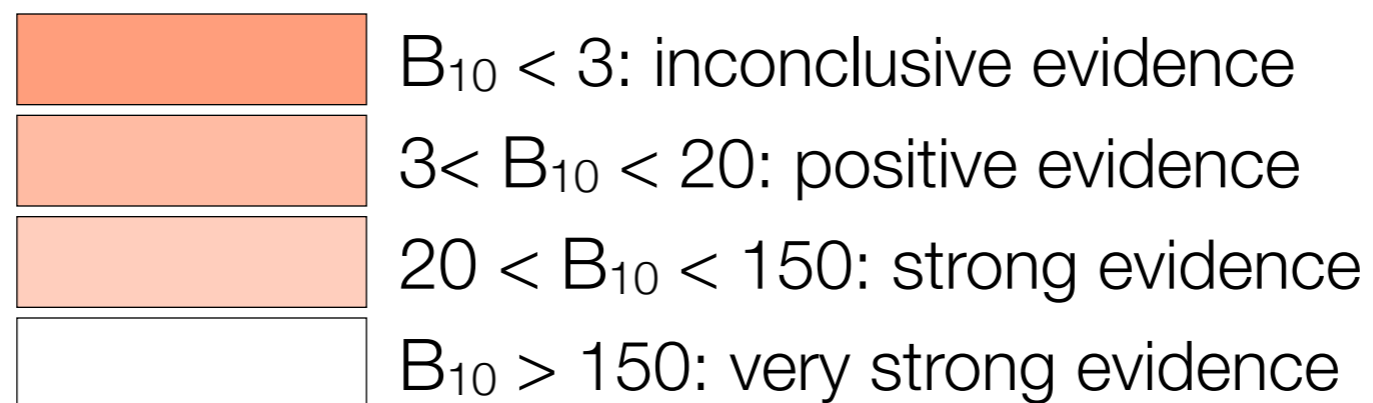 B₁₀ < 3: inconclusive evidence
3< B₁₀ < 20: positive evidence
20 < B₁₀ < 150: strong evidence
B₁₀ > 150: very strong evidence